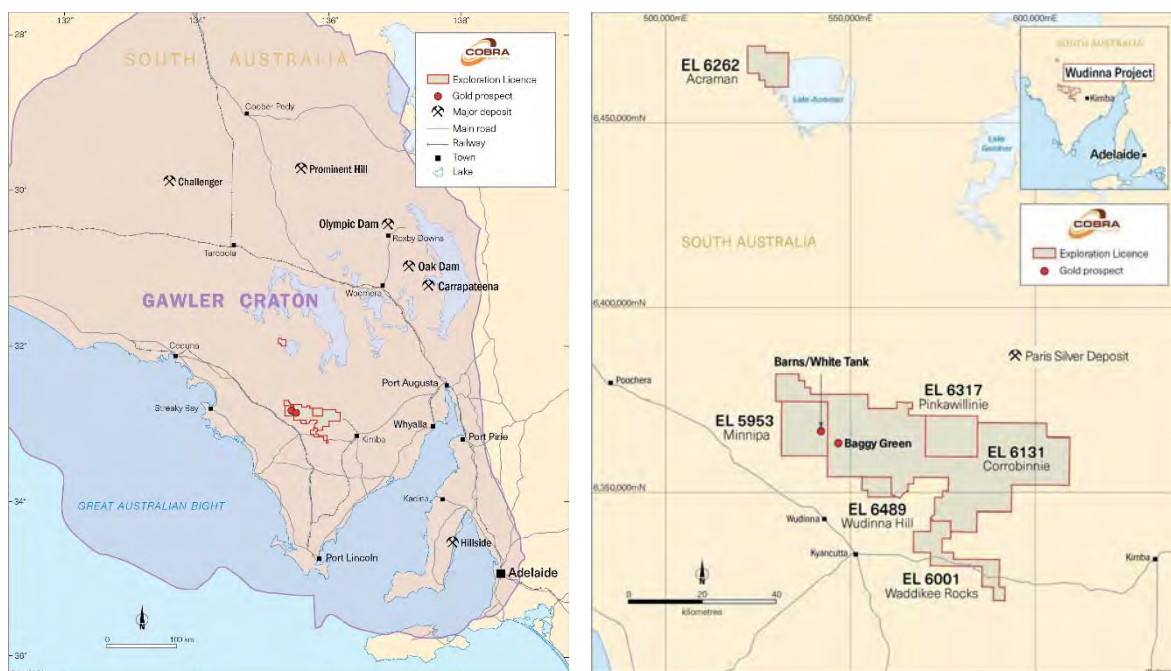 132°
134°
136°
138°
28°
SOUTH AUSTRALIA
COBRA
Exploration Licence
Gold prospect
Major deposit
Main road
Railway
Town
Lake
Coober Pedy
Prominent Hill
Challenger
30°
Olympic Dam
Roxby Downs
Tarcoola
Oak Dam
Carrapateena
Woomera
GAWLER CRATON
32°
Ceduna
Port Augusta
Streaky Bay
Kimba
Whyalla
Port Pirie
34°
Kadina
GREAT AUSTRALIAN BIGHT
Hillside
Port Lincoln
Adelaide
N
0 100 km
36°
500,000mE
550,000mE
600,000mE
EL 6262
Acraman
Lake Acraman
6,450,000mN
Lake
Gairdner
SOUTH AUSTRALIA
Wudinna Project
Kimba
Adelaide
COBRA
Exploration Licence
Gold prospect
SOUTH AUSTRALIA
6,400,000mN
Paris Silver Deposit
Barns/White Tank
Poochera
EL 6317
Pinkawillinie
EL 5953
Minnipa
Baggy Green
EL 6131
Corrobinnie
6,350,000mN
EL 6489
Wudinna Hill
Wudinna
Kyancutta
Kimba
EL 6001
Waddikee Rocks
N
0 20 40
kilometres